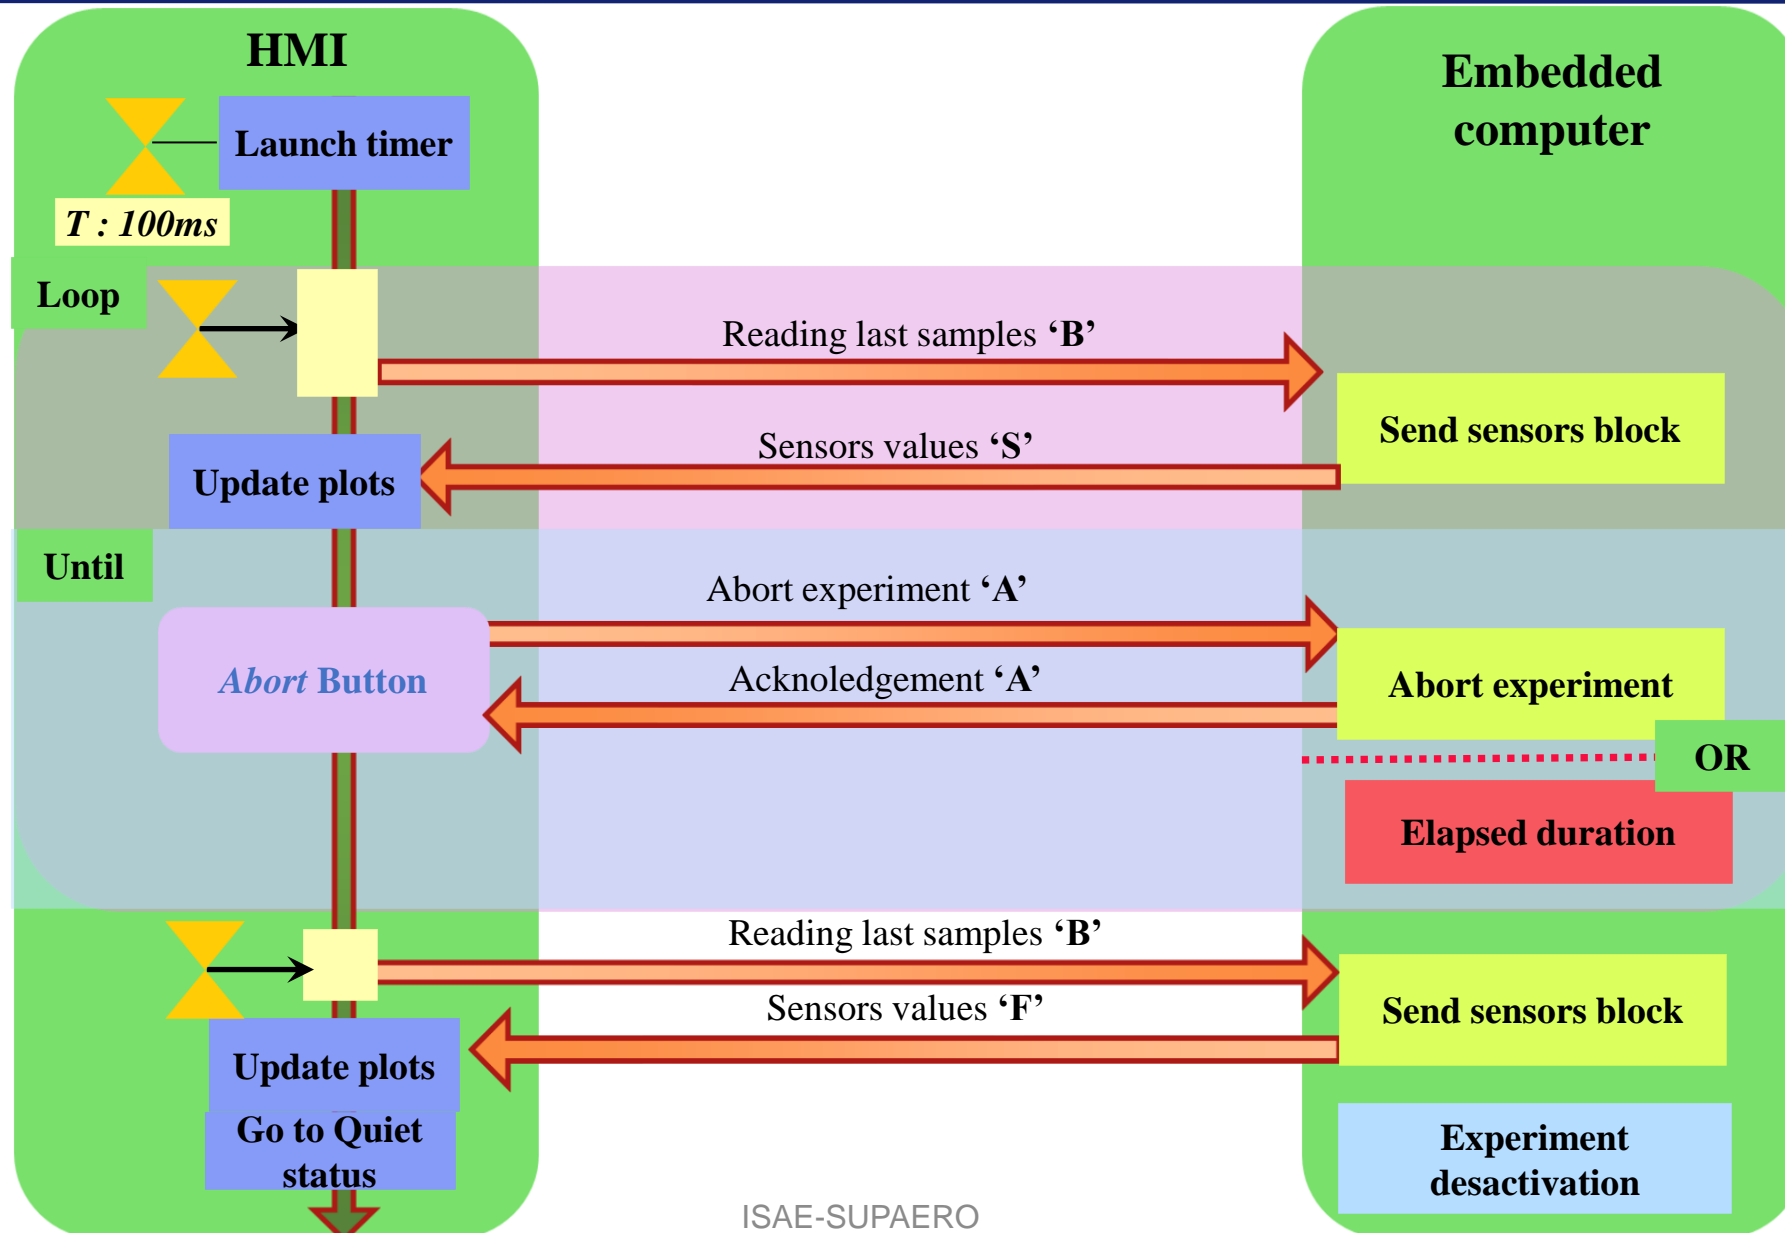 HMI
Embedded
computer
Launch timer
T : 100ms
Loop
Reading last samples ‘B’
Send sensors block
Sensors values ‘S’
Update plots
Until
Abort experiment ‘A’
Abort Button
Acknoledgement ‘A’
Abort experiment
OR
Elapsed duration
Reading last samples ‘B’
Sensors values ‘F’
Send sensors block
Update plots
Go to Quiet
status
Experiment
desactivation
ISAE-SUPAERO